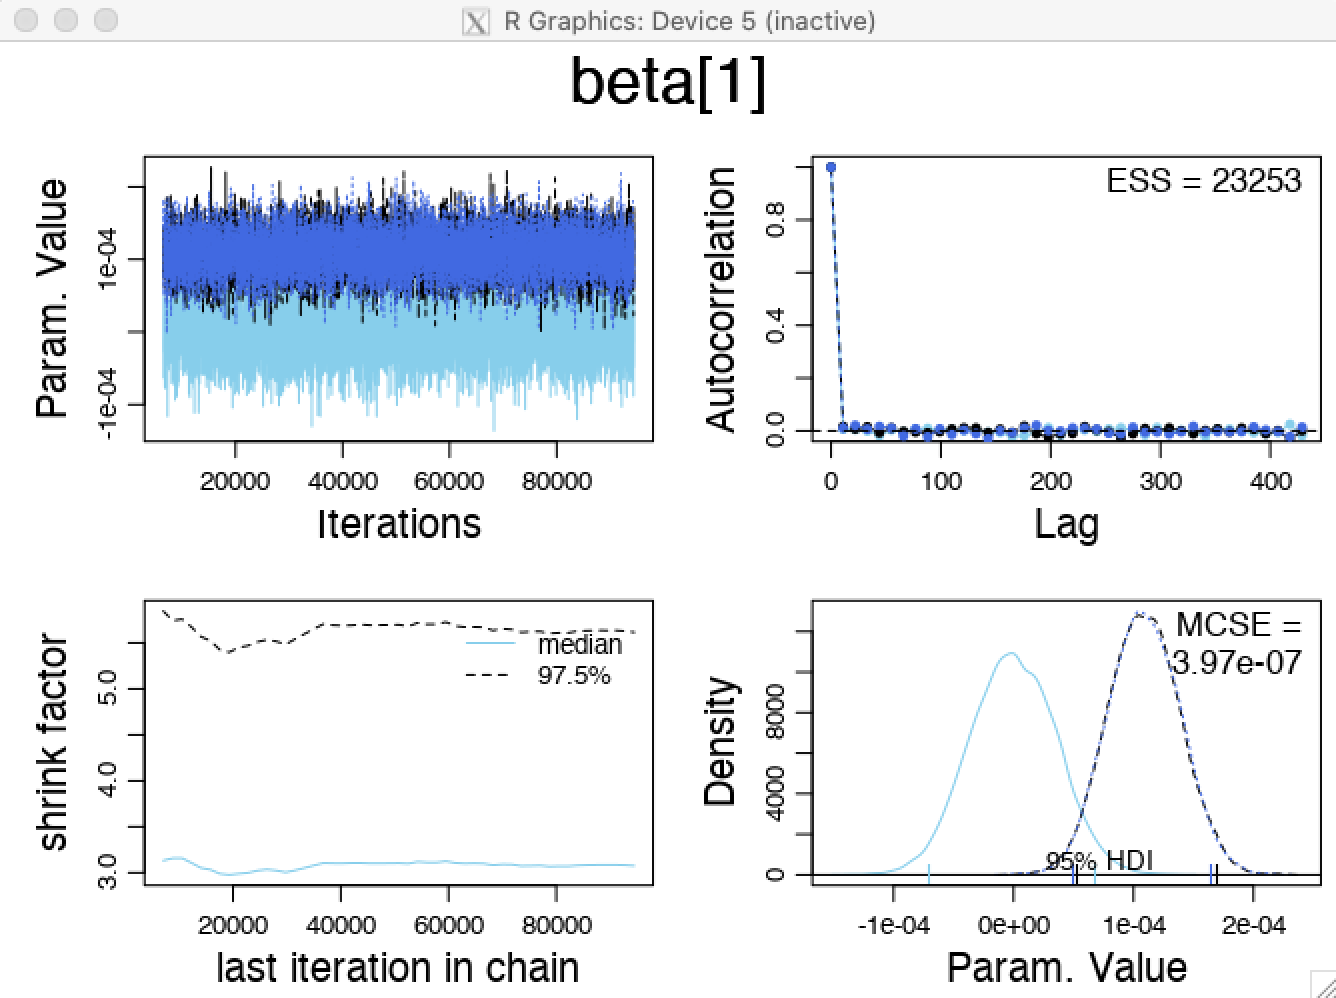 R Graphics: Device 5 (inactive)
beta[1]
Param. Value
1e-04
-1e-04
20000 40000 60000 80000
Iterations
Autocorrelation
0.8
0.4
0.0
ESS = 23253
0 100 200 300 400
Lag
shrink factor
5.0
4.0
3.0
median
97.5%
20000 40000 60000 80000
last iteration in chain
Density
8000
4000
0
MCSE =
3.97e-07
95% HDI
-1e-04 0e+00 1e-04 2e-04
Param. Value